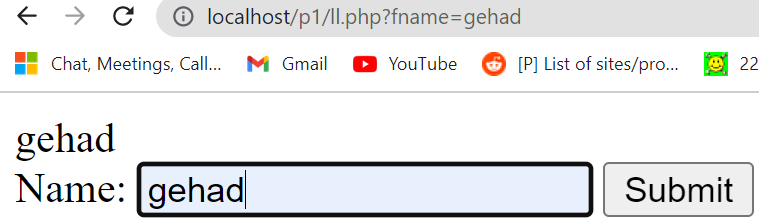 localhost/p1/ll.php?fname=gehad
Chat, Meetings, Call... Gmail YouTube [P] List of sites/pro... 22
gehad
Name: gehad Submit